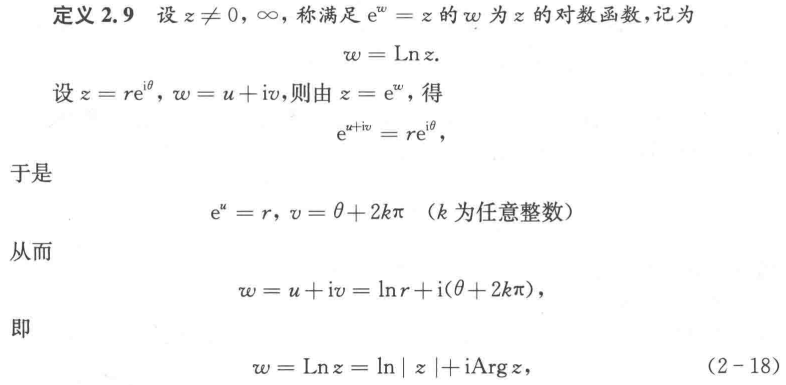 定义 2.9 设 z ≠ 0, ∞, 称满足 e^w = z 的 w 为 z 的对数函数,记为
w = Ln z.
设 z = re^{iθ}, w = u + iv,则由 z = e^w, 得
e^{u+iv} = re^{iθ},
于是
e^u = r, v = θ + 2kπ (k 为任意整数)
从而
w = u + iv = ln r + i(θ + 2kπ),
即
w = Ln z = ln | z | + iArg z, (2-18)